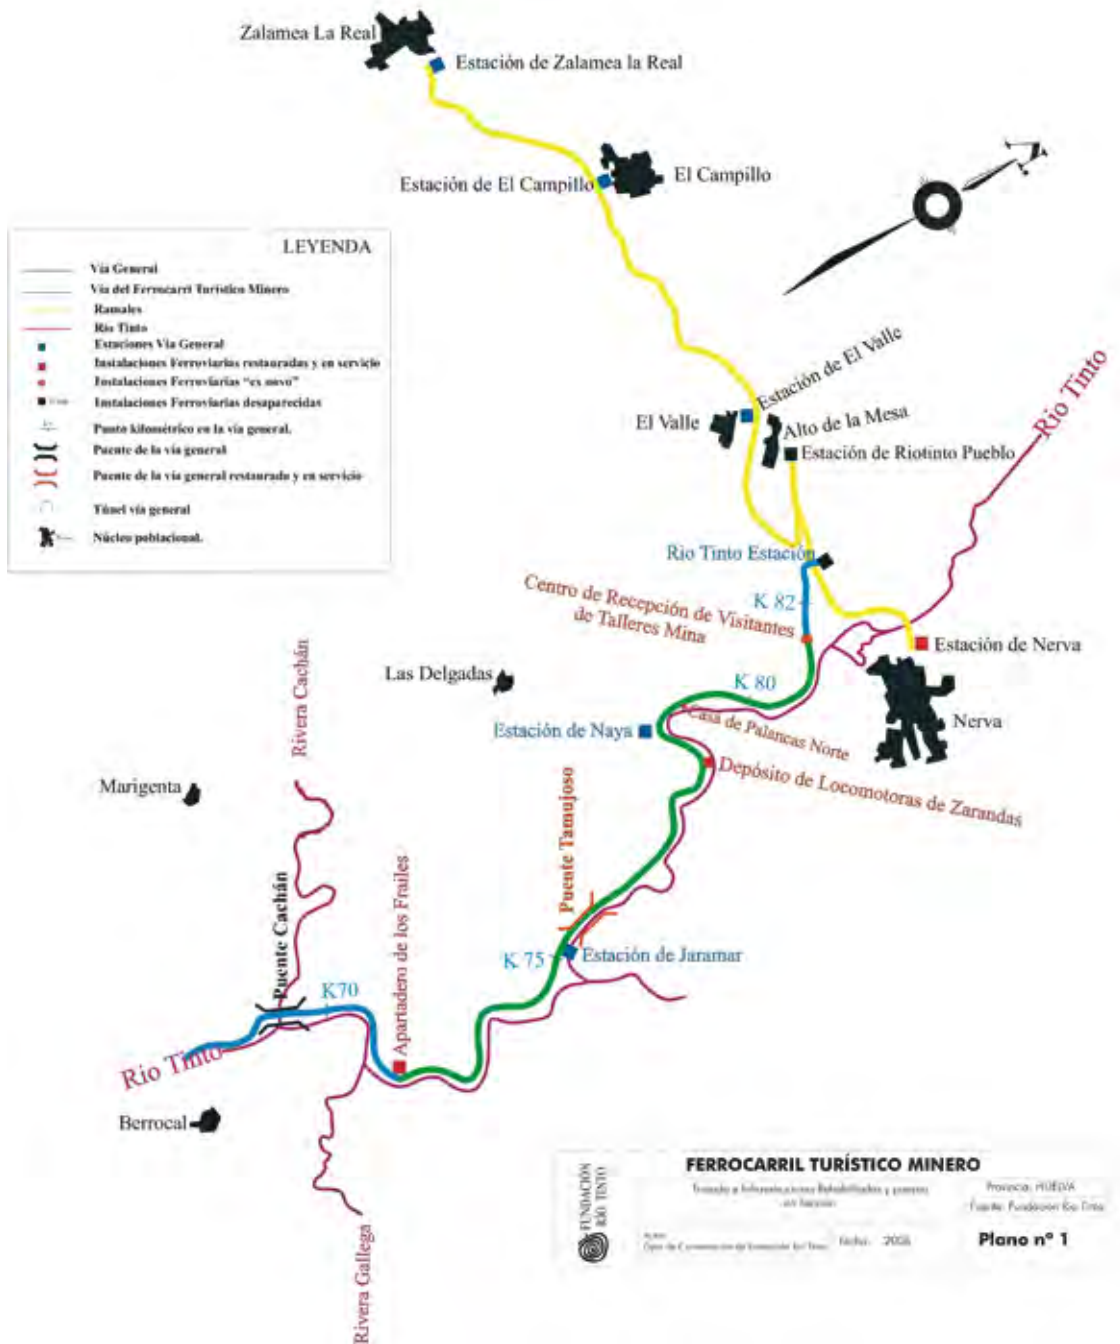 Zalamea La Real
Estación de Zalamea la Real
Estación de El Campillo
El Campillo
LEYENDA
Vía General
Vía del Ferrocarri Turístico Minero
Ramales
Río Tinto
Estaciones Vía General
Instalaciones Ferroviarias restauradas y en servicio
Instalaciones Ferroviarias "ex novo"
Instalaciones Ferroviarias desaparecidas
Punto kilométrico en la vía general.
Puente de la vía general
Puente de la vía general restaurado y en servicio
Túnel vía general
Núcleo poblacional.
Estación de El Valle
El Valle
Alto de la Mesa
Estación de Riotinto Pueblo
Rio Tinto
Rio Tinto Estación
K 82
Centro de Recepción de Visitantes
de Talleres Mina
Estación de Nerva
Nerva
Las Delgadas
K 80
Casa de Palancas Norte
Estación de Naya
Depósito de Locomotoras de Zarandas
Rivera Cachán
Marigenta
Puente Tamujoso
Puente Cachán
Apartadero de los Frailes
K 75
Estación de Jaramar
K70
Rio Tinto
Berrocal
Rivera Gallega
FUNDACIÓN
RÍO TINTO
FERROCARRIL TURÍSTICO MINERO
Provincia: HUELVA
Fuente: Fundación Río Tinto
Fecha:
Plano nº 1